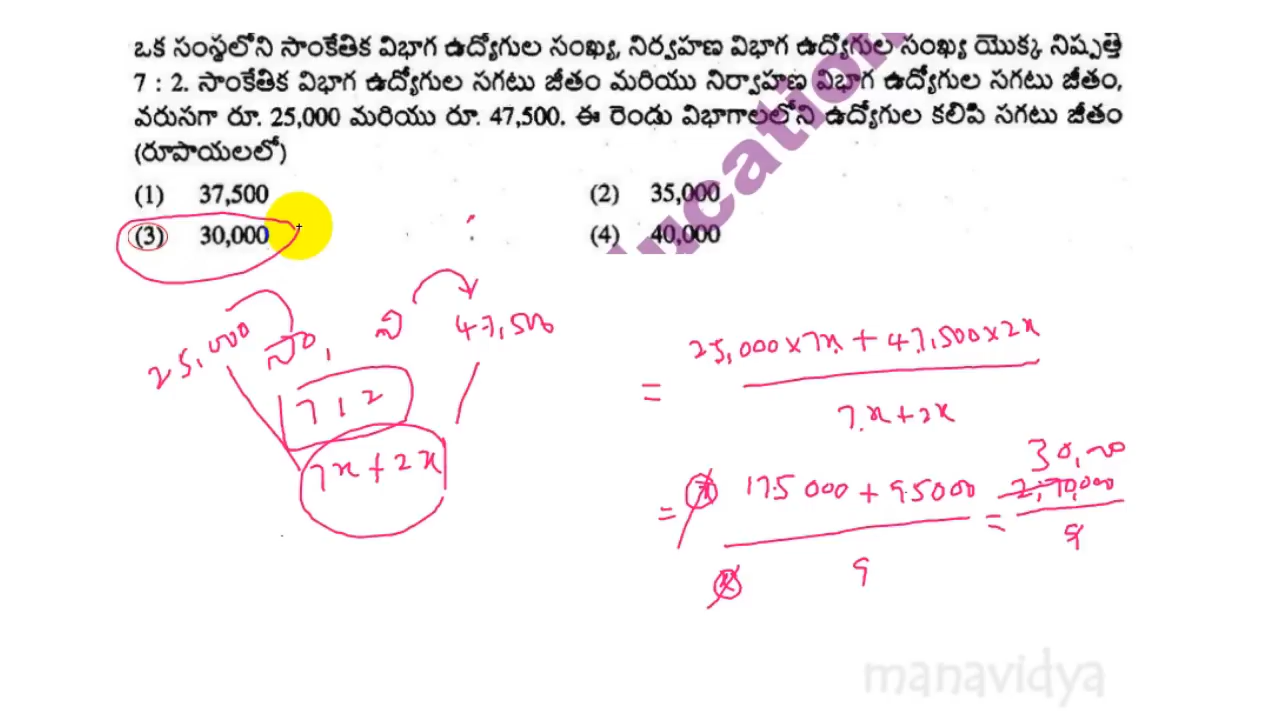 ఒక సంస్థలోని సాంకేతిక విభాగ ఉద్యోగుల సంఖ్య, నిర్వహణ విభాగ ఉద్యోగుల సంఖ్య యొక్క నిష్పత్తి
7 : 2. సాంకేతిక విభాగ ఉద్యోగుల సగటు జీతం మరియు నిర్వాహణ విభాగ ఉద్యోగుల సగటు జీతం,
వరుసగా రూ. 25,000 మరియు రూ. 47,500. ఈ రెండు విభాగాలలోని ఉద్యోగుల కలిపి సగటు జీతం
(రూపాయలలో)
(1) 37,500 (2) 35,000
(3) 30,000 (4) 40,000
ucation
25,000 సాం, ని 47,500
7 : 2
7x + 2x
= 25,000 x 7x + 47,500 x 2x
7x + 2x
= 175000 + 95000 = 2,70,000
9 9
30,000
manavidya